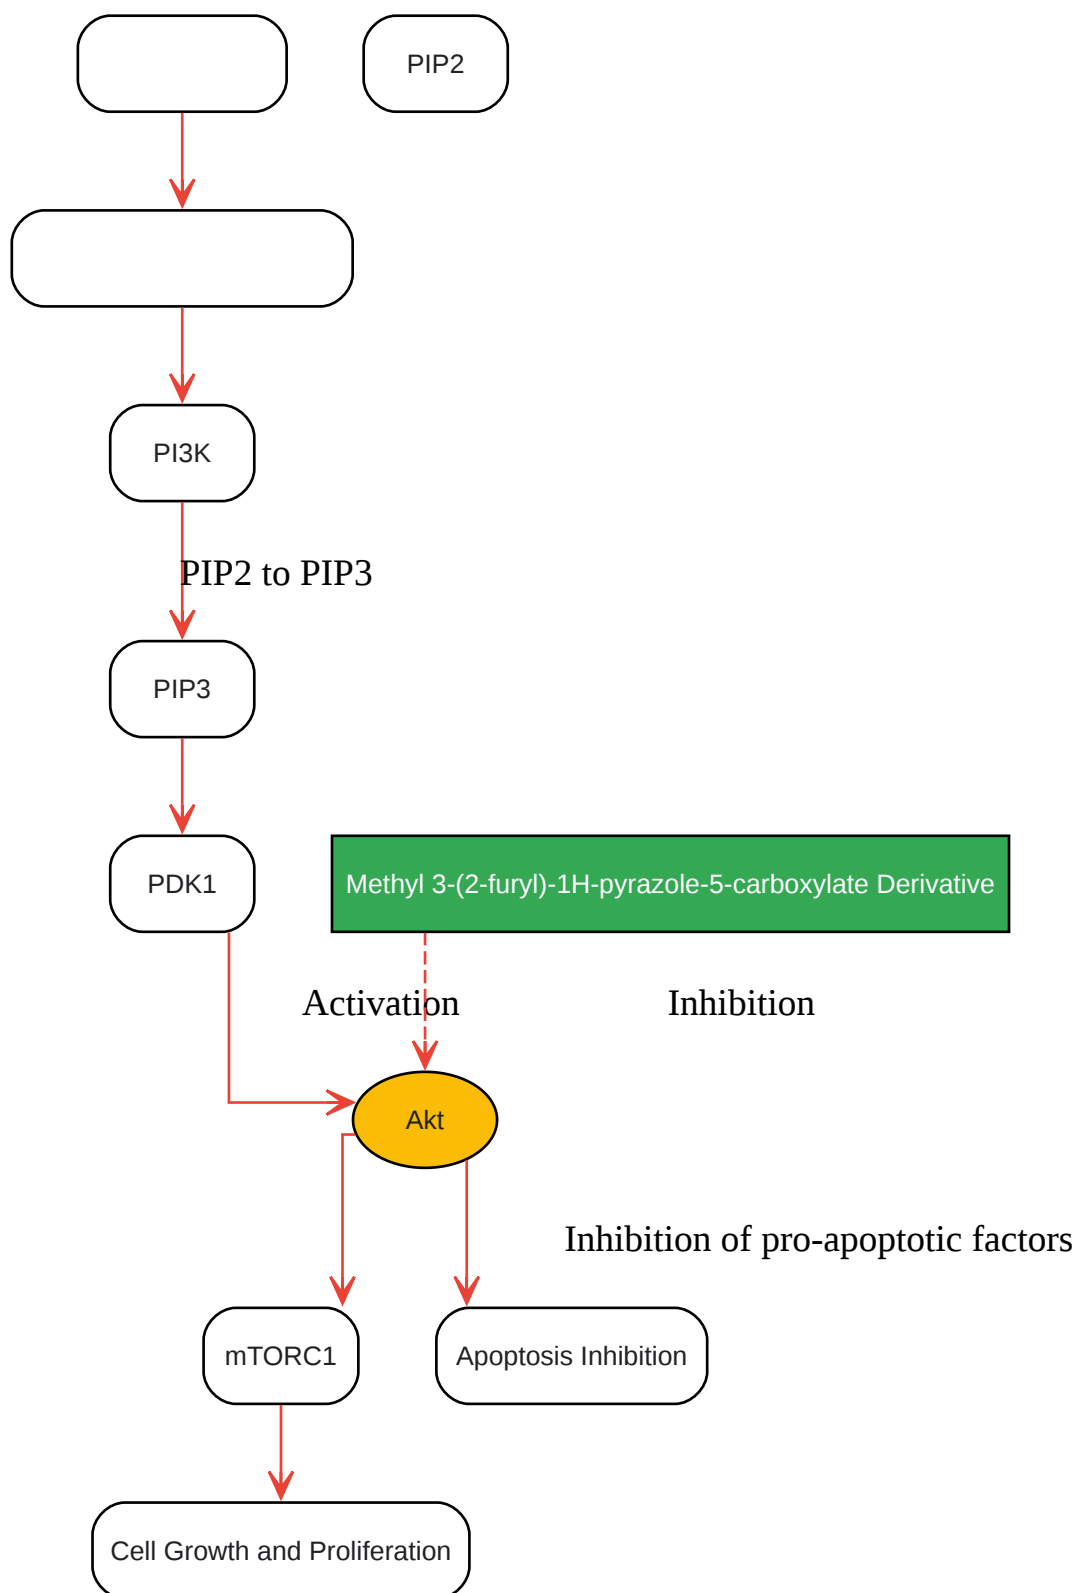 PIP2
PI3K
PIP2 to PIP3
PIP3
PDK1
Methyl 3-(2-furyl)-1H-pyrazole-5-carboxylate Derivative
Activation
Inhibition
Akt
Inhibition of pro-apoptotic factors
mTORC1
Apoptosis Inhibition
Cell Growth and Proliferation